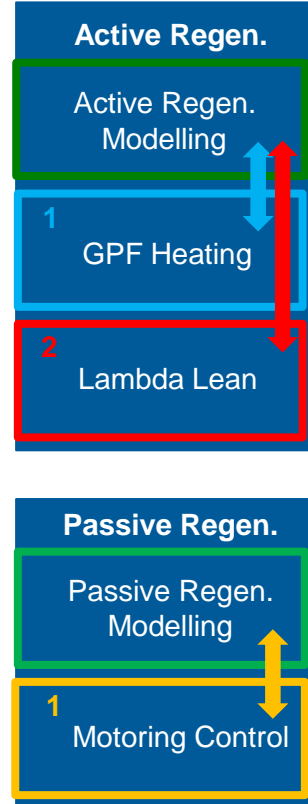 Active Regen.
Active Regen.
Modelling
1
GPF Heating
2
Lambda Lean
Passive Regen.
Passive Regen.
Modelling
1
Motoring Control